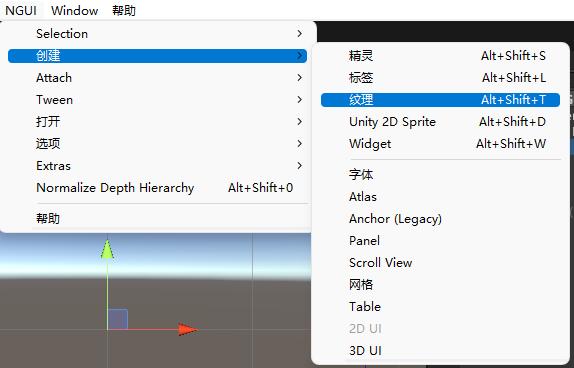 NGUI Window 帮助
Selection
创建
Attach
Tween
打开
选项
Extras
Normalize Depth Hierarchy Alt+Shift+0
帮助
精灵 Alt+Shift+S
标签 Alt+Shift+L
纹理 Alt+Shift+T
Unity 2D Sprite Alt+Shift+D
Widget Alt+Shift+W
字体
Atlas
Anchor (Legacy)
Panel
Scroll View
网格
Table
2D UI
3D UI